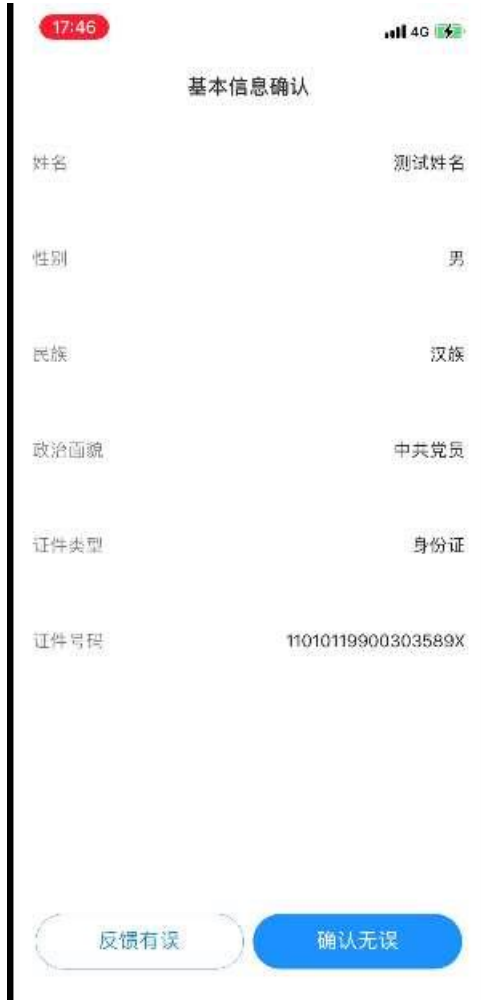 17:46 4G
基本信息确认
姓名 测试姓名
性别 男
民族 汉族
政治面貌 中共党员
证件类型 身份证
证件号码 11010119900303589X
反馈有误 确认无误